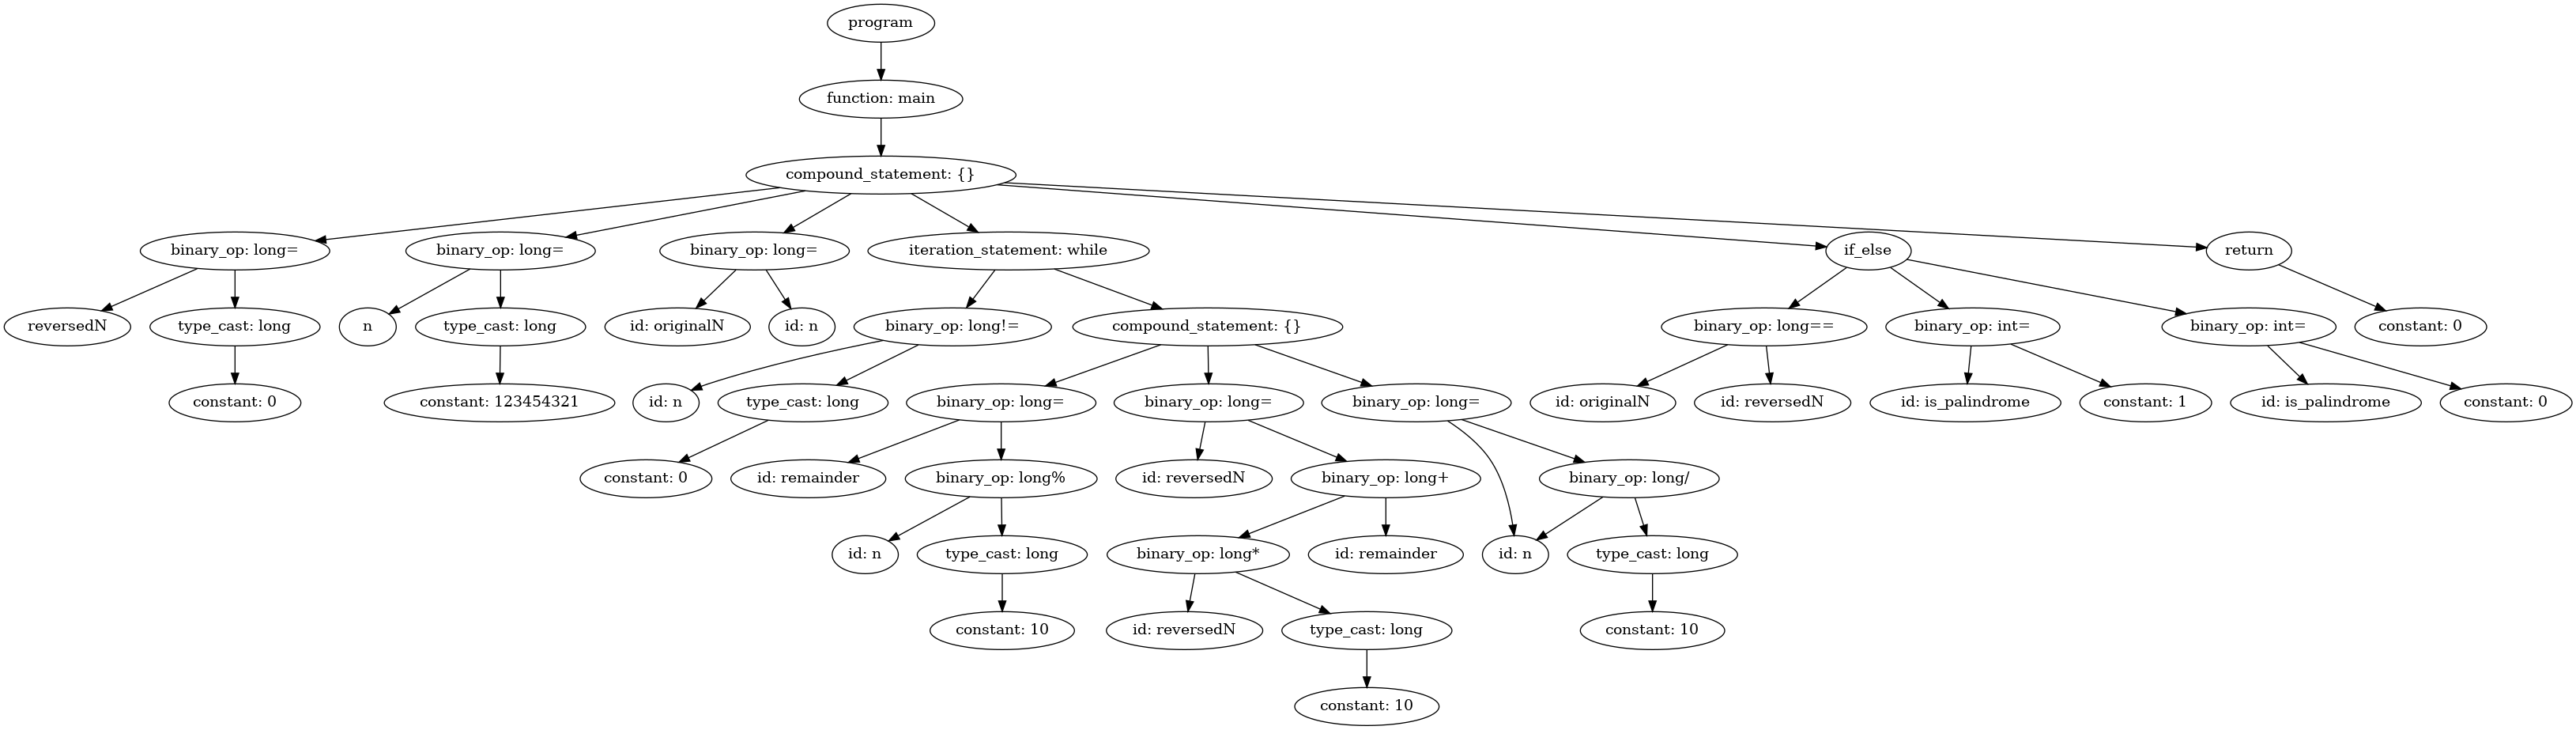 program
function: main
compound_statement: {}
binary_op: long=
binary_op: long=
binary_op: long=
iteration_statement: while
if_else
return
reversedN
type_cast: long
n
type_cast: long
id: originalN
id: n
binary_op: long!=
compound_statement: {}
binary_op: long==
binary_op: int=
binary_op: int=
constant: 0
constant: 0
constant: 123454321
id: n
type_cast: long
binary_op: long=
binary_op: long=
binary_op: long=
id: originalN
id: reversedN
id: is_palindrome
constant: 1
id: is_palindrome
constant: 0
constant: 0
id: remainder
binary_op: long%
id: reversedN
binary_op: long+
binary_op: long/
id: n
type_cast: long
binary_op: long*
id: remainder
id: n
type_cast: long
constant: 10
id: reversedN
type_cast: long
constant: 10
constant: 10